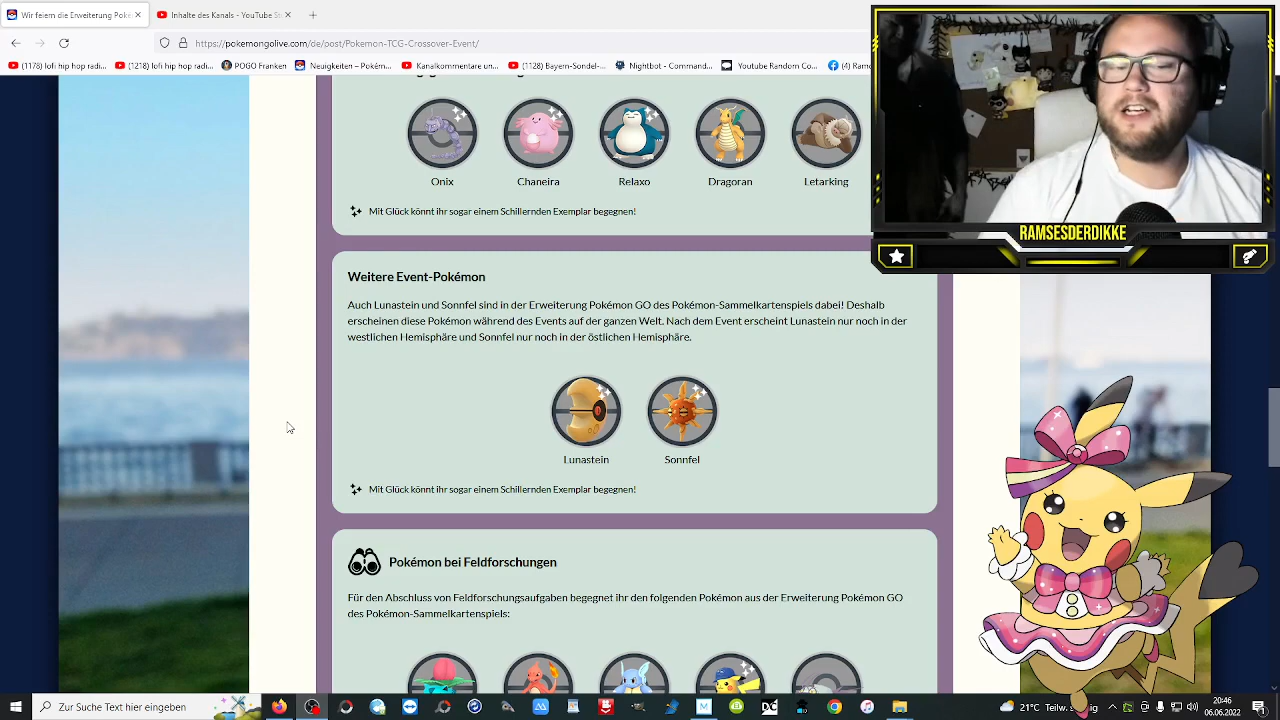 Wir feiern die Erweiterung Poké
Inhalte des Kanals - YouTube St
https://pokemongolive.com/de/post/Pokemon-TCG-Crossover-Event/
(1178) lofi hip hop radi...
(1218) lofi hip hop radi...
POGO Franken
Neuigkeiten – Pokém...
Kanalkommentare un...
(1128) Bayern-Sondel-...
Nightbot - Comman...
Youtube Random Co...
(4) Rams
Onix
Chaneira
Relaxo
Dragoran
Letarking
Mit Glück könnt ihr sogar einem Schillernden Exemplar begegnen!
RAMSESDERDIKKE
Weitere Event-Pokémon
Auch Lunastein und Sonnfel sind in der Erweiterung Pokémon GO des Pokémon-Sammelkartenspiels dabei! Deshalb
erscheinen diese Pokémon während des Events auf der ganzen Welt. Nach dem Event erscheint Lunastein nur noch in der
westlichen Hemisphäre und Sonnfel nur noch in der östlichen Hemisphäre.
Lunastein
Sonnfel
Mit Glück könnt ihr sogar einem Schillernden Exemplar begegnen!
Pokémon bei Feldforschungen
Für den Abschluss von Feldforschungsaufgaben begegnet ihr den folgenden Pokémon aus der Erweiterung Pokémon GO
des Pokémon-Sammelkartenspiels:
Zur Suche Text hier eingeben
21°C
20:46
06.06.2022